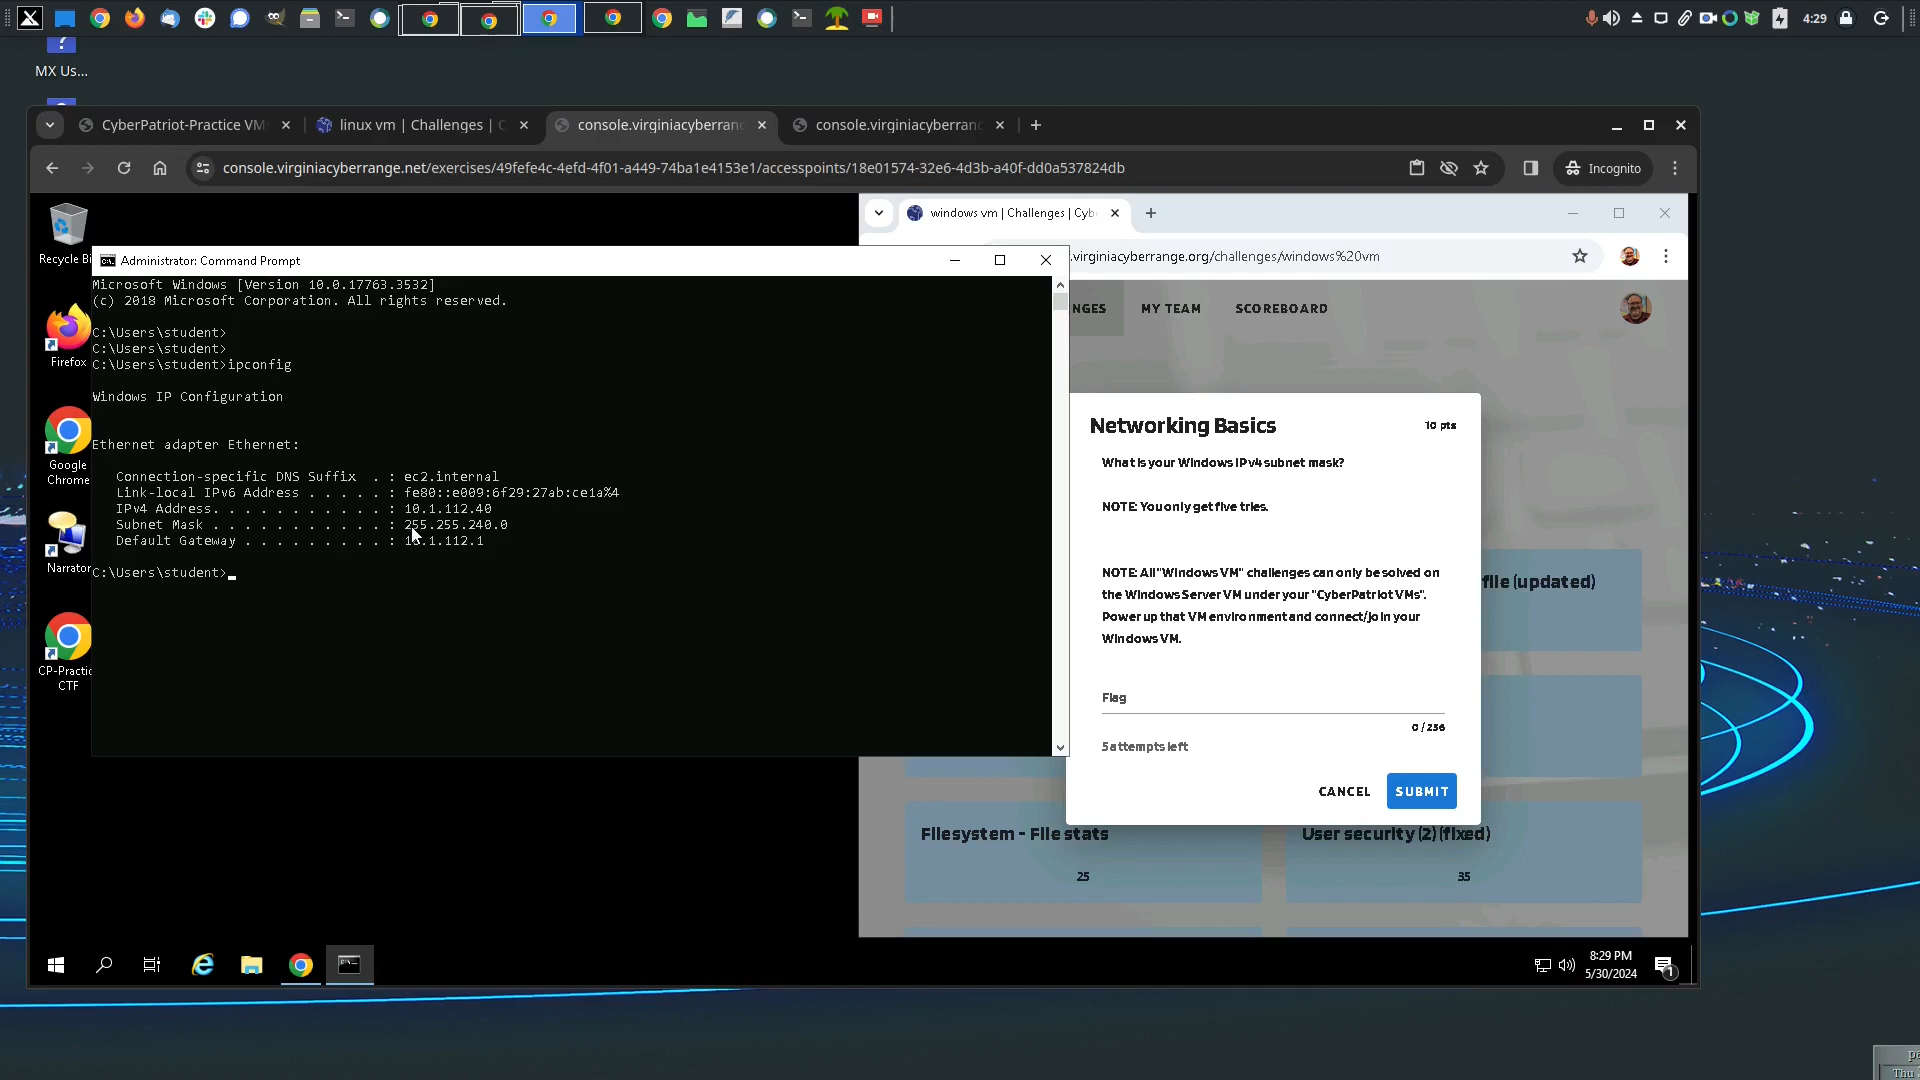 4:29
MX Us...
CyberPatriot-Practice VM
linux vm | Challenges | C
console.virginiacyberrang
console.virginiacyberrang
console.virginiacyberrange.net/exercises/49fefe4c-4efd-4f01-a449-74ba1e4153e1/accesspoints/18e01574-32e6-4d3b-a40f-dd0a537824db
Incognito
windows vm | Challenges | Cyb
.virginiacyberrange.org/challenges/windows%20vm
Recycle Bi
Firefox
Google
Chrome
Narrator
CP-Practic
CTF
Administrator: Command Prompt
Microsoft Windows [Version 10.0.17763.3532]
(c) 2018 Microsoft Corporation. All rights reserved.
C:\Users\student>
C:\Users\student>
C:\Users\student>ipconfig
Windows IP Configuration
Ethernet adapter Ethernet:
Connection-specific DNS Suffix . : ec2.internal
Link-local IPv6 Address . . . . . : fe80::e009:6f29:27ab:ce1a%4
IPv4 Address. . . . . . . . . . . : 10.1.112.40
Subnet Mask . . . . . . . . . . . : 255.255.240.0
Default Gateway . . . . . . . . . : 10.1.112.1
C:\Users\student>
NGES
MY TEAM
SCOREBOARD
Networking Basics
10 pts
What is your Windows IPv4 subnet mask?
NOTE: You only get five tries.
NOTE: All "Windows VM" challenges can only be solved on
the Windows Server VM under your "CyberPatriot VMs".
Power up that VM environment and connect/join your
Windows VM.
Flag
0 / 256
5 attempts left
CANCEL
SUBMIT
file (updated)
Filesystem - File stats
25
User security (2) (fixed)
35
8:29 PM
5/30/2024
1
Thu